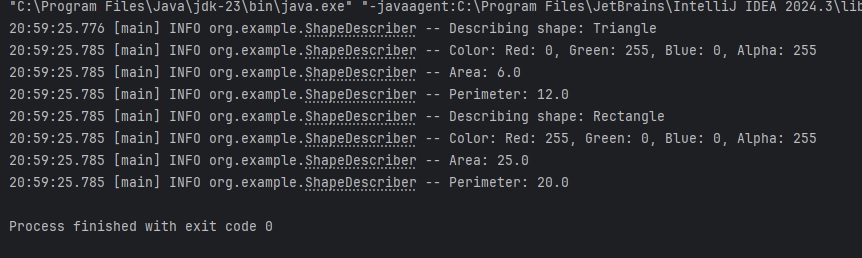 "C:\Program Files\Java\jdk-23\bin\java.exe" "-javaagent:C:\Program Files\JetBrains\IntelliJ IDEA 2024.3\lib
20:59:25.776 [main] INFO org.example.ShapeDescriber -- Describing shape: Triangle
20:59:25.785 [main] INFO org.example.ShapeDescriber -- Color: Red: 0, Green: 255, Blue: 0, Alpha: 255
20:59:25.785 [main] INFO org.example.ShapeDescriber -- Area: 6.0
20:59:25.785 [main] INFO org.example.ShapeDescriber -- Perimeter: 12.0
20:59:25.785 [main] INFO org.example.ShapeDescriber -- Describing shape: Rectangle
20:59:25.785 [main] INFO org.example.ShapeDescriber -- Color: Red: 255, Green: 0, Blue: 0, Alpha: 255
20:59:25.785 [main] INFO org.example.ShapeDescriber -- Area: 25.0
20:59:25.785 [main] INFO org.example.ShapeDescriber -- Perimeter: 20.0
Process finished with exit code 0